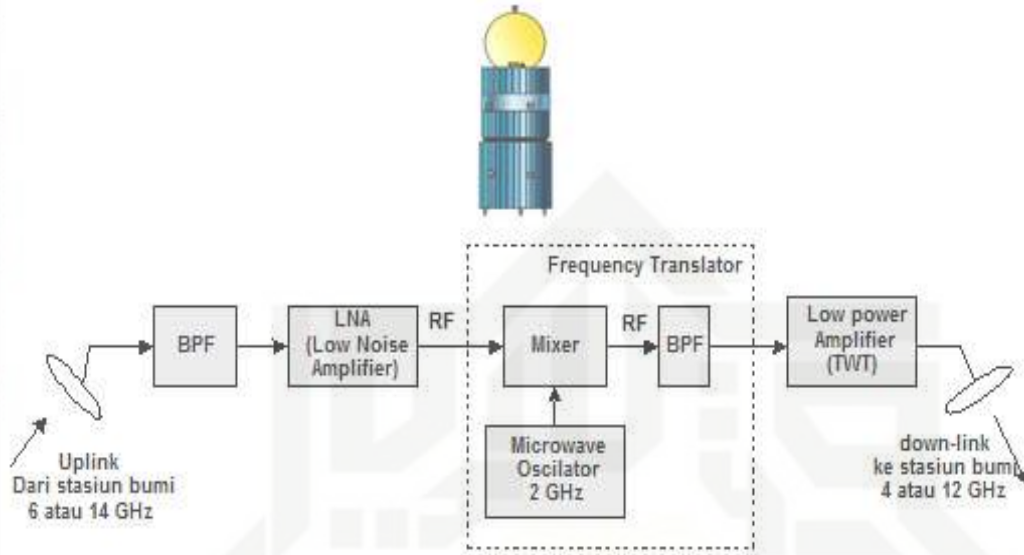 Frequency Translator
BPF
LNA
(Low Noise
Amplifier)
RF
Mixer
RF
BPF
Low power
Amplifier
(TWT)
Microwave
Oscilator
2 GHz
Uplink
Dari stasiun bumi
6 atau 14 GHz
down-link
ke stasiun bumi
4 atau 12 GHz